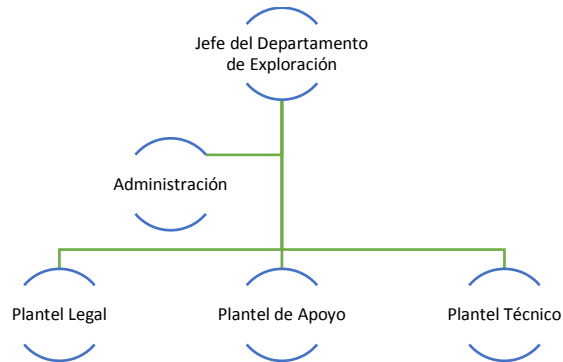 Jefe del Departamento
de Exploración
Administración
Plantel Legal
Plantel de Apoyo
Plantel Técnico